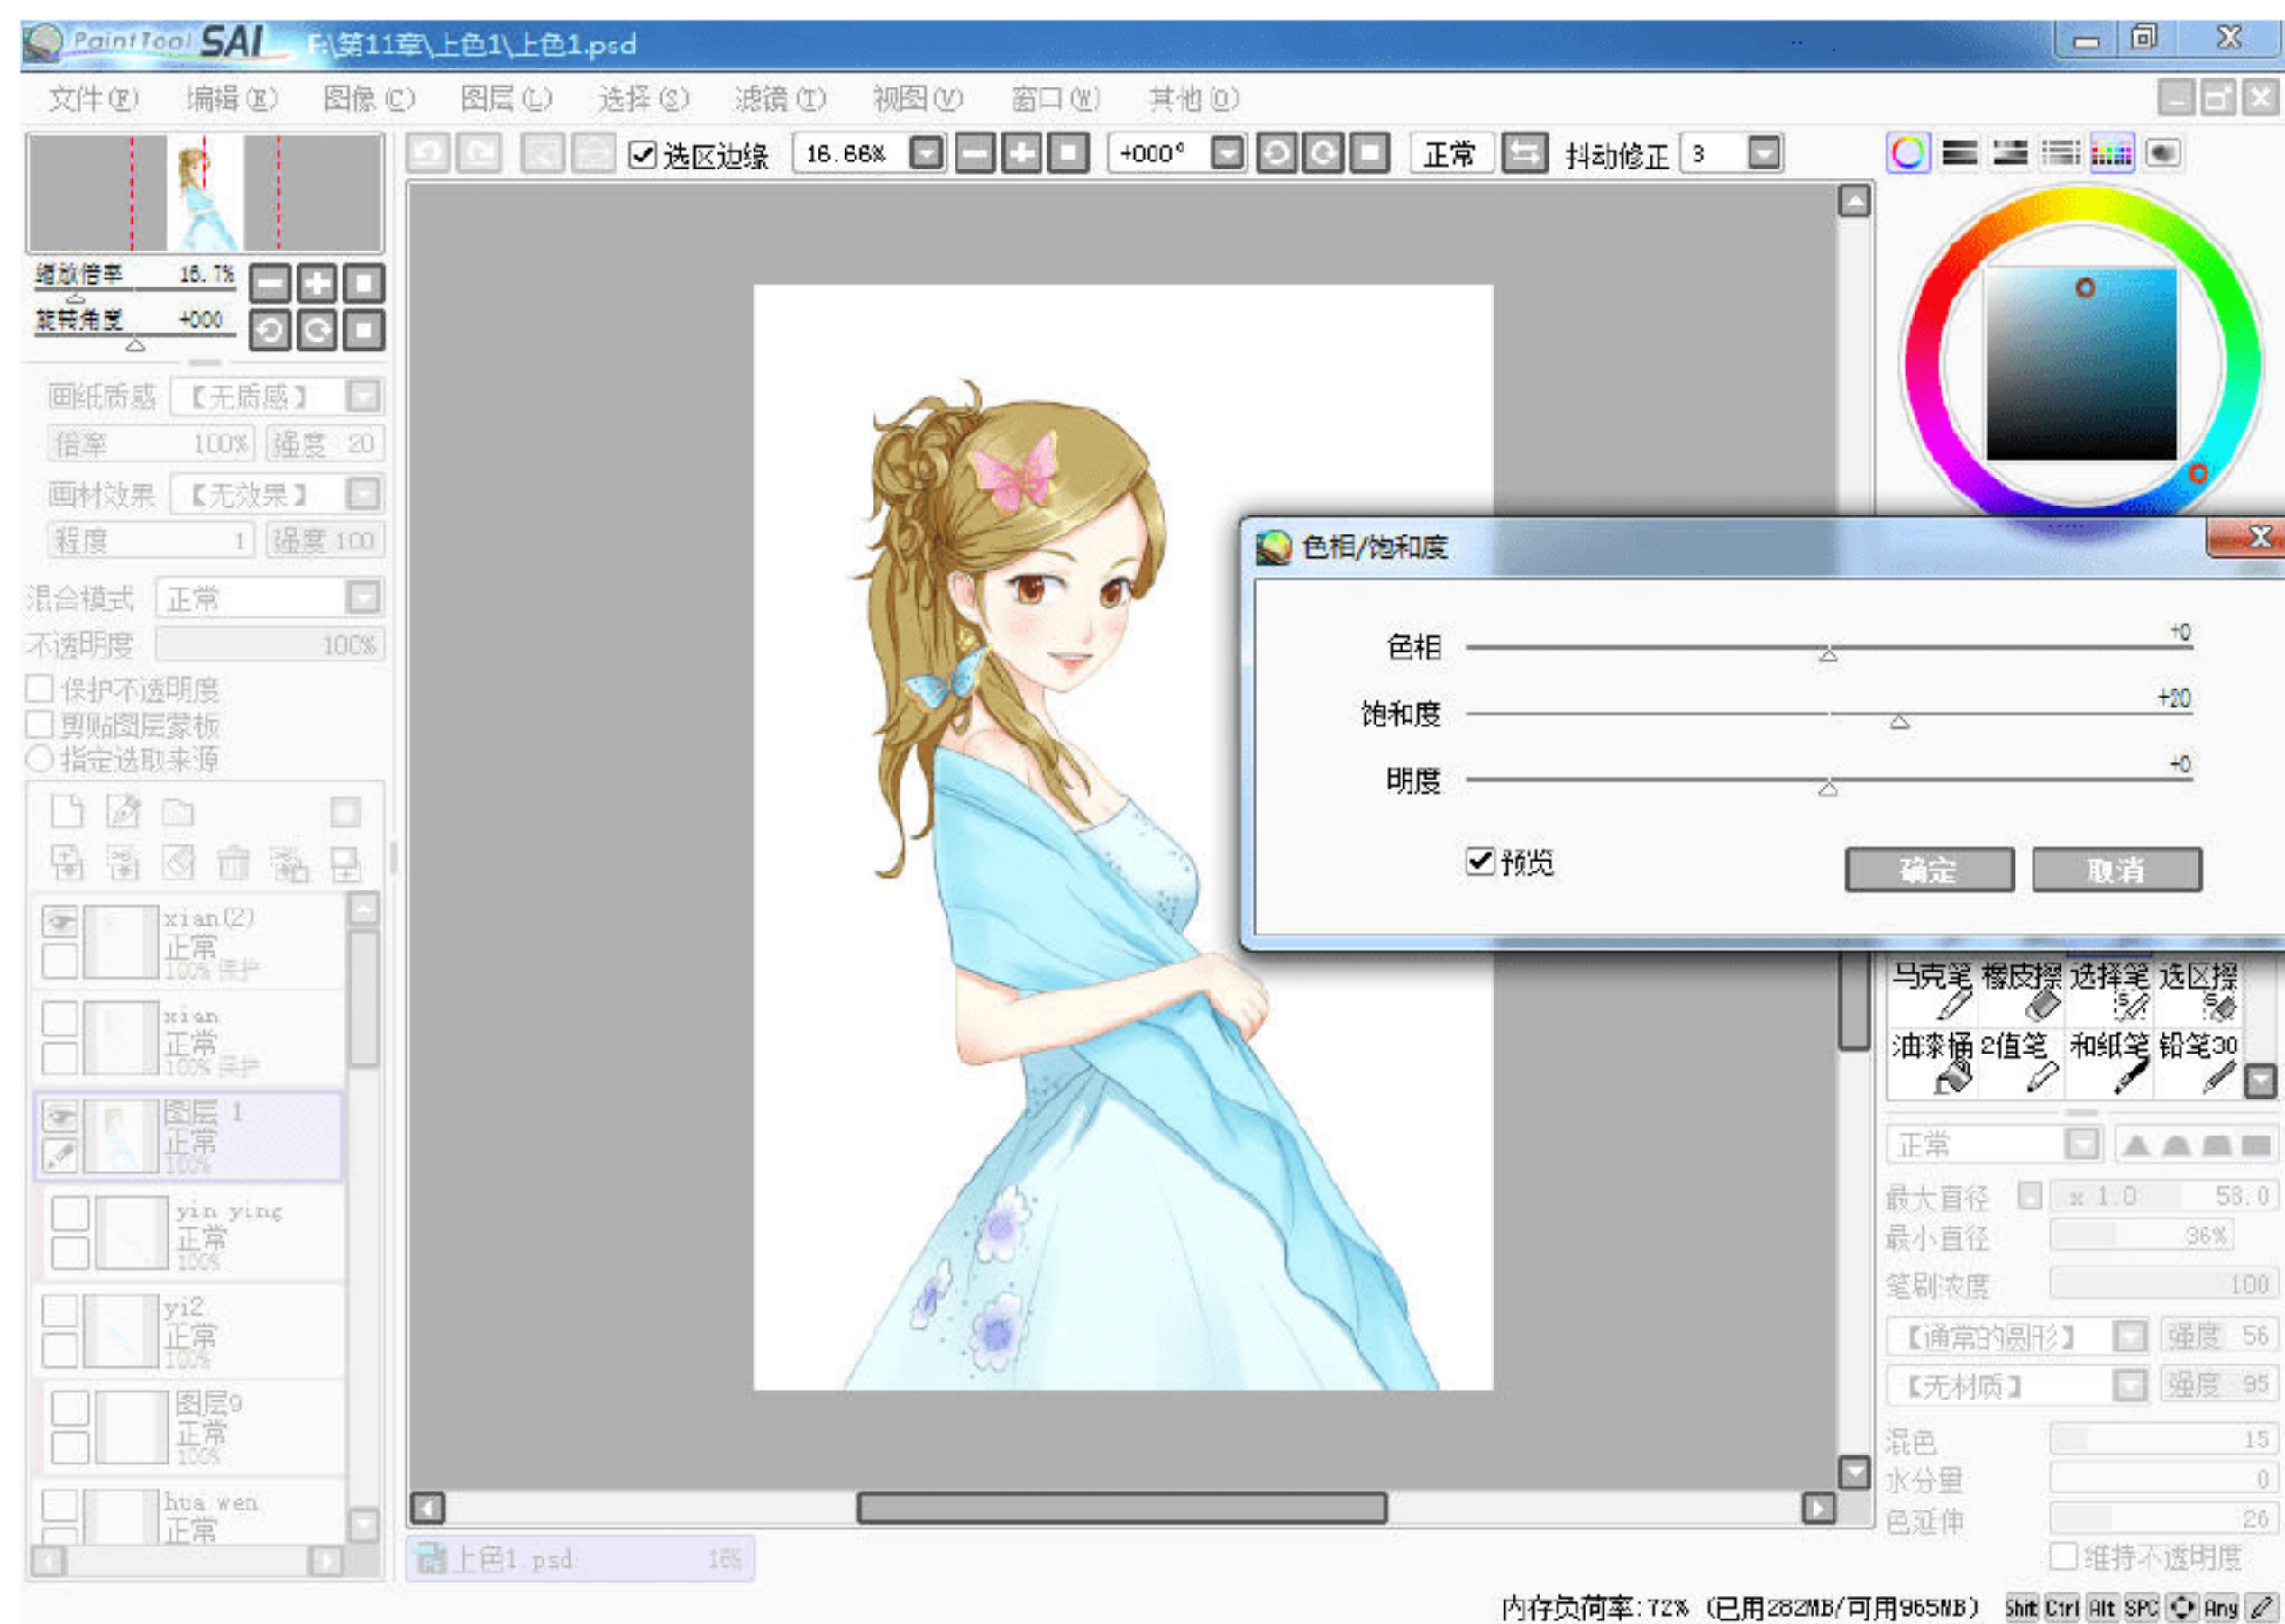 PaintTool SAI F:\第11章\上色1\上色1.psd
文件(F) 编辑(E) 图像(C) 图层(L) 选择(S) 滤镜(T) 视图(V) 窗口(W) 其他(O)
选区边缘 16.66% +000° 正常 抖动修正 3
缩放倍率 16.7%
旋转角度 +000
画纸质感 【无质感】
倍率 100% 强度 20
画材效果 【无效果】
程度 1 强度 100
混合模式 正常
不透明度 100%
保护不透明度
剪贴图层蒙板
指定选取来源
xian(2)
正常
100% 保护
xian
正常
100% 保护
图层 1
正常
100%
yin ying
正常
100%
yi2
正常
100%
图层9
正常
100%
hua wen
正常
上色1.psd 16%
色相/饱和度
色相 +0
饱和度 +20
明度 +0
预览 确定 取消
马克笔 橡皮擦 选择笔 选区擦
油漆桶 2值笔 和纸笔 铅笔30
正常
最大直径 x 1.0 58.0
最小直径 36%
笔刷浓度 100
【通常的圆形】 强度 56
【无材质】 强度 95
混色 15
水分量 0
色延伸 26
维持不透明度
内存负荷率:72% (已用282MB/可用965MB) Shift Ctrl Alt SPC Any